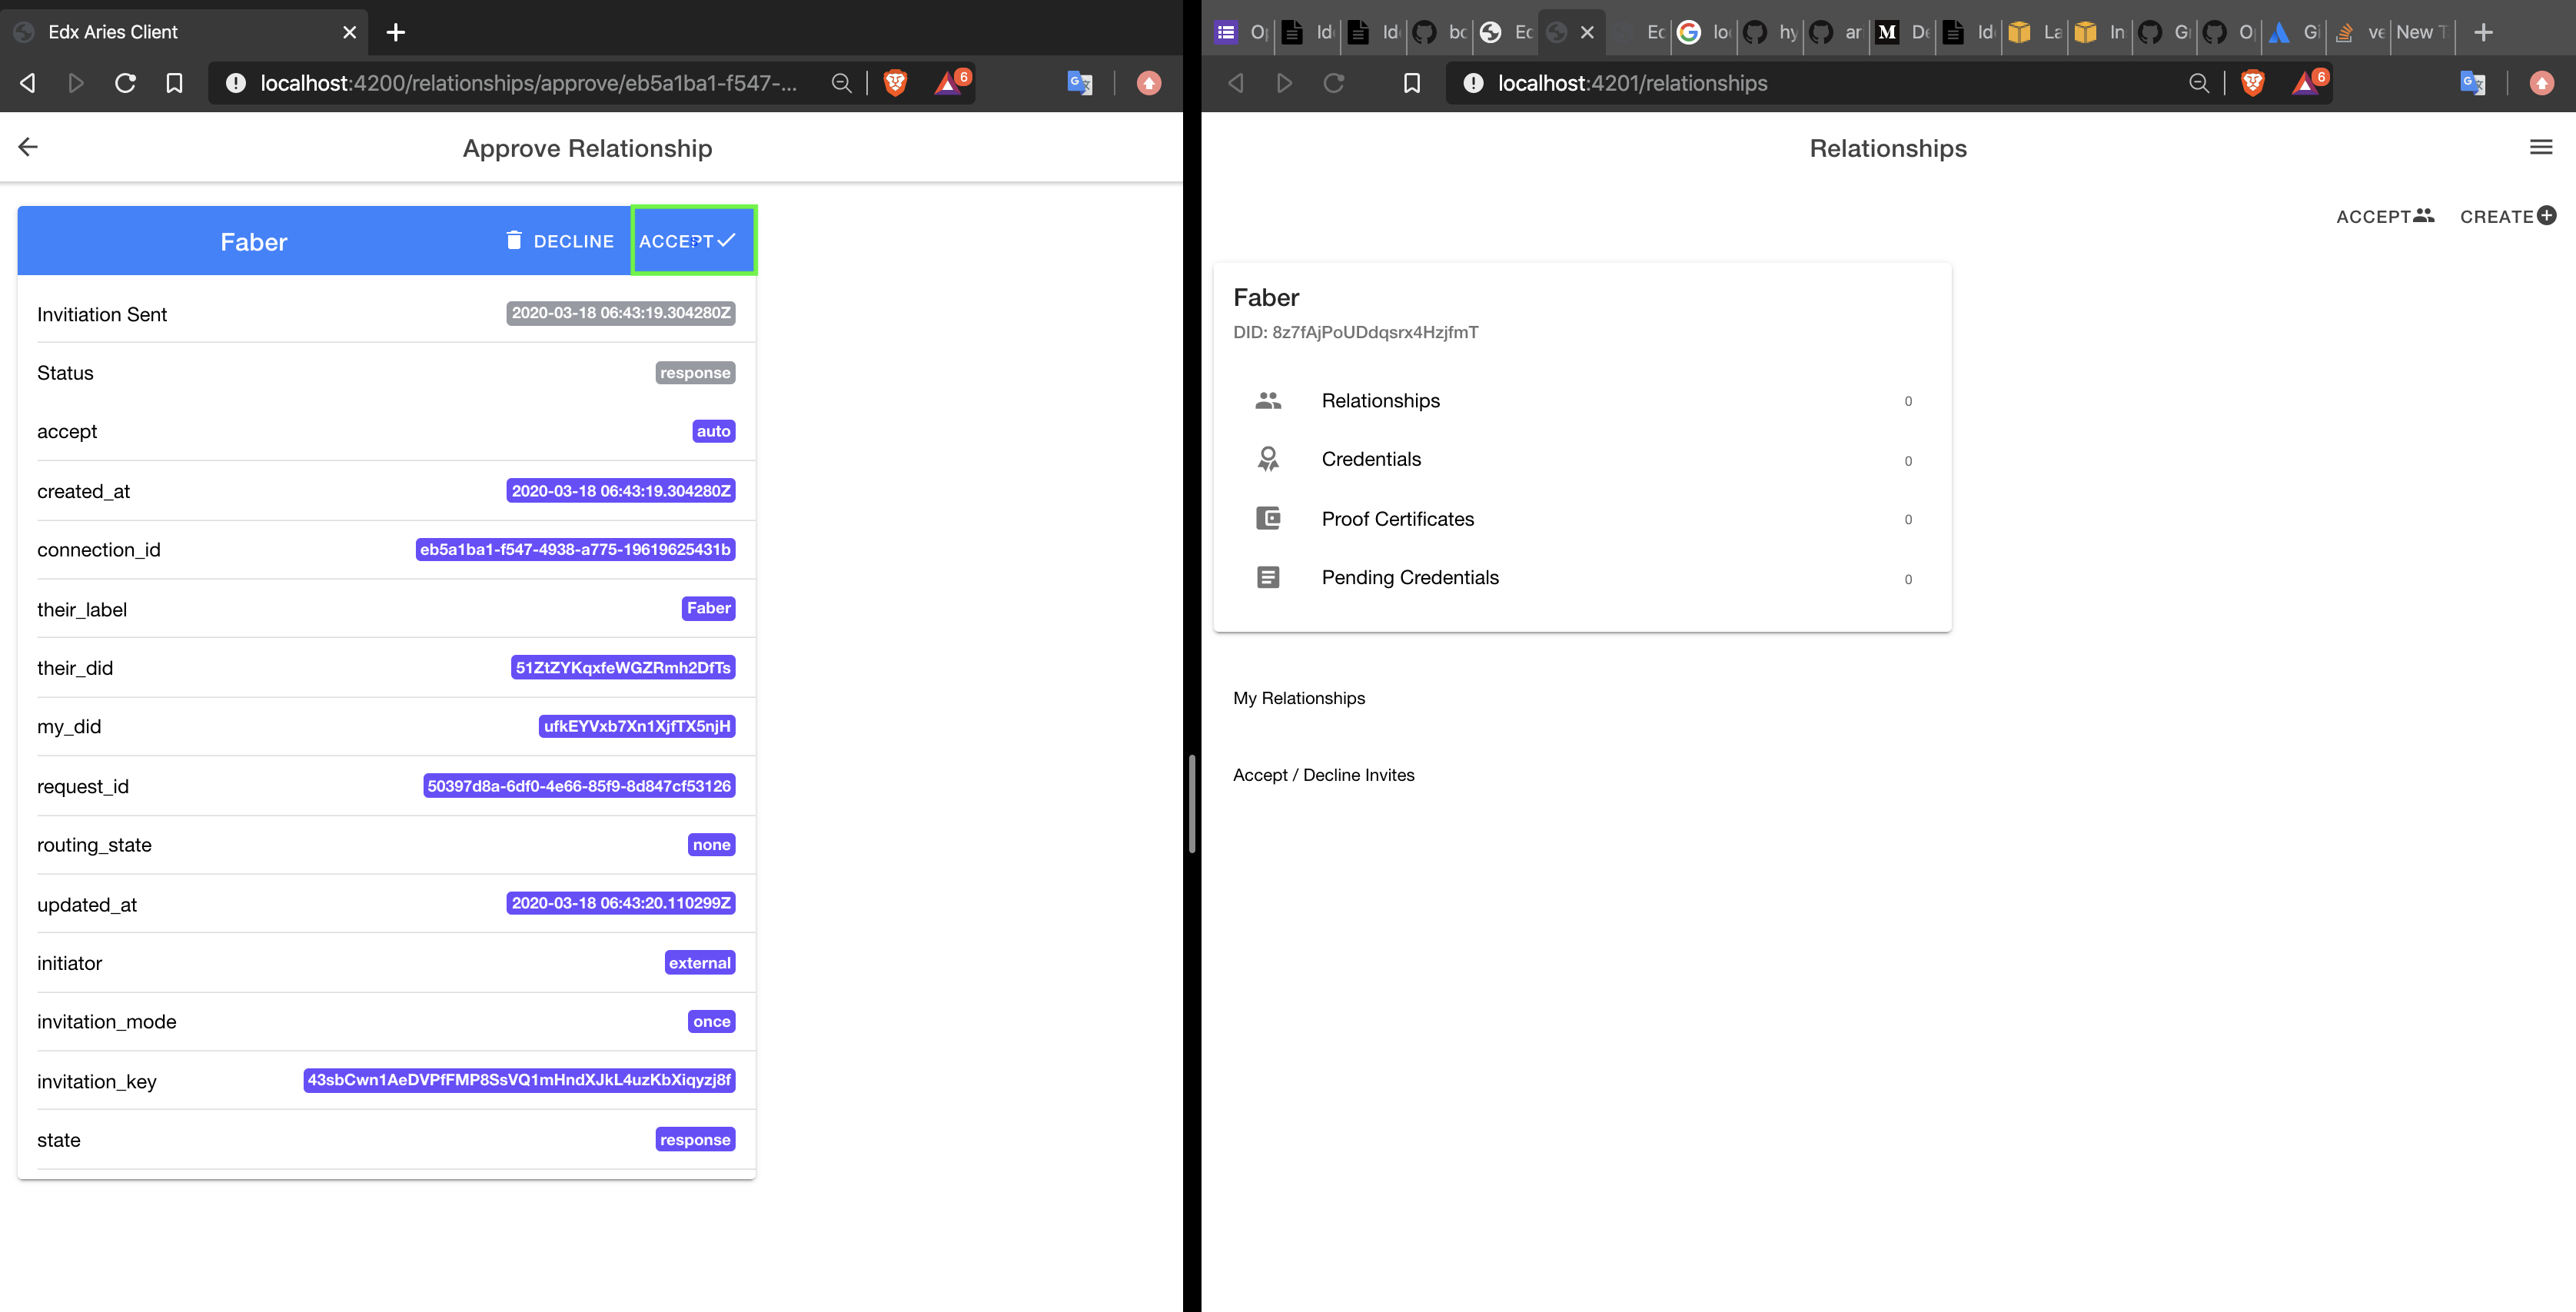 Edx Aries Client
localhost:4200/relationships/approve/eb5a1ba1-f547-...
6
Approve Relationship
Faber
DECLINE
ACCEPT
Invitiation Sent 2020-03-18 06:43:19.304280Z
Status response
accept auto
created_at 2020-03-18 06:43:19.304280Z
connection_id eb5a1ba1-f547-4938-a775-19619625431b
their_label Faber
their_did 51ZtZYKqxfeWGZRmh2DfTs
my_did ufkEYVxb7Xn1XjfTX5njH
request_id 50397d8a-6df0-4e66-85f9-8d847cf53126
routing_state none
updated_at 2020-03-18 06:43:20.110299Z
initiator external
invitation_mode once
invitation_key 43sbCwn1AeDVPfFMP8SsVQ1mHndXJkL4uzKbXiqyzj8f
state response
Id Id bc Ec Ec hy ar M De Id La In G G New
localhost:4201/relationships
6
Relationships
ACCEPT CREATE
Faber
DID: 8z7fAjPoUDdqsrx4HzjfmT
Relationships 0
Credentials 0
Proof Certificates 0
Pending Credentials 0
My Relationships
Accept / Decline Invites